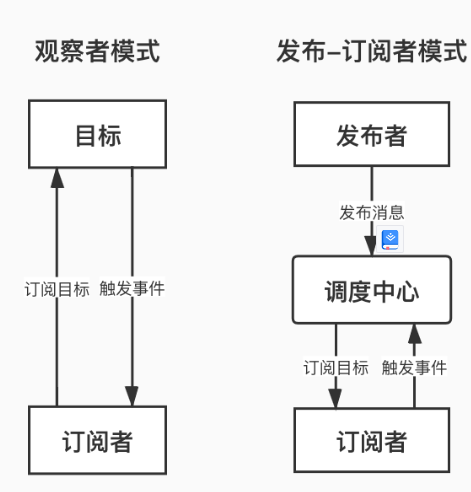 观察者模式
发布-订阅者模式
目标
发布者
发布消息
调度中心
订阅目标
触发事件
订阅目标
触发事件
订阅者
订阅者